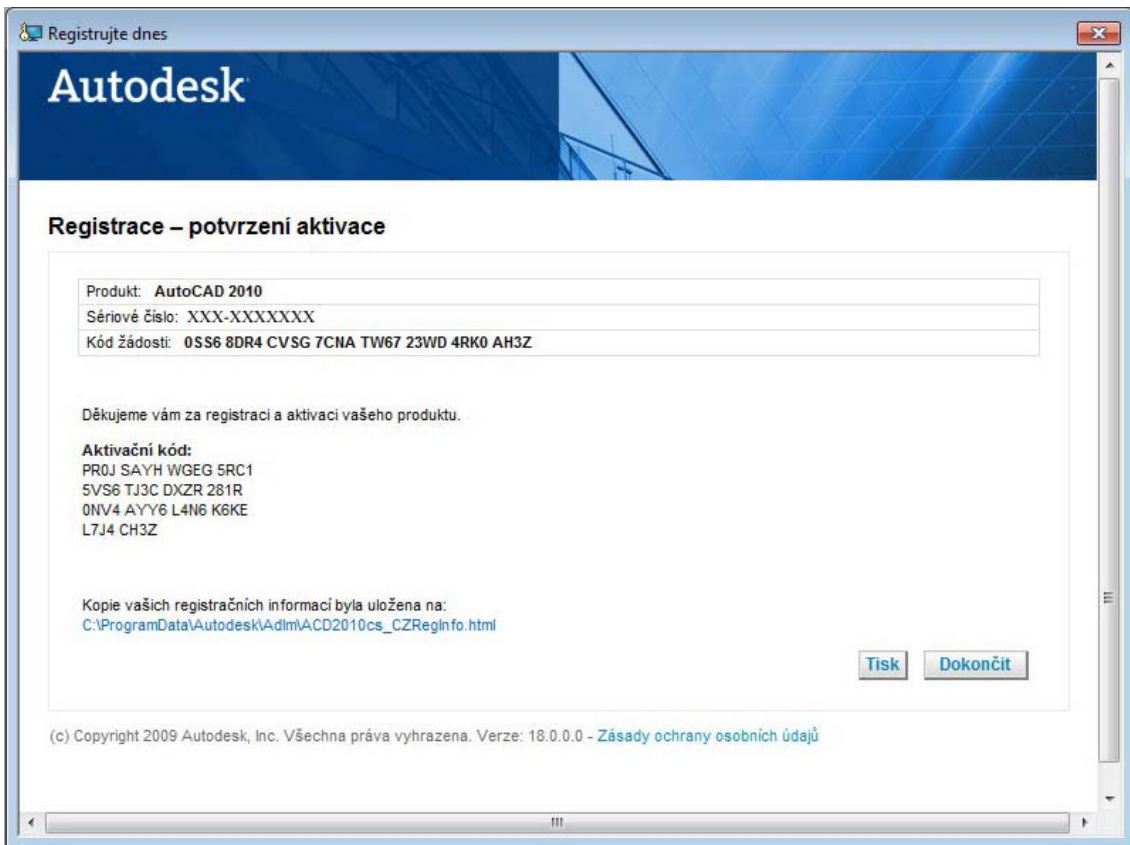 Registrujte dnes
Autodesk
Registrace – potvrzení aktivace
Produkt: AutoCAD 2010
Sériové číslo: XXX-XXXXXXX
Kód žádosti: 0SS6 8DR4 CVSG 7CNA TW67 23WD 4RK0 AH3Z
Děkujeme vám za registraci a aktivaci vašeho produktu.
Aktivační kód:
PR0J SAYH WGEG 5RC1
5VS6 TJ3C DXZR 281R
0NV4 AYY6 L4N6 K6KE
L7J4 CH3Z
Kopie vašich registračních informací byla uložena na:
C:\ProgramData\Autodesk\Adlm\ACD2010cs_CZRegInfo.html
Tisk Dokončit
(c) Copyright 2009 Autodesk, Inc. Všechna práva vyhrazena. Verze: 18.0.0.0 - Zásady ochrany osobních údajů